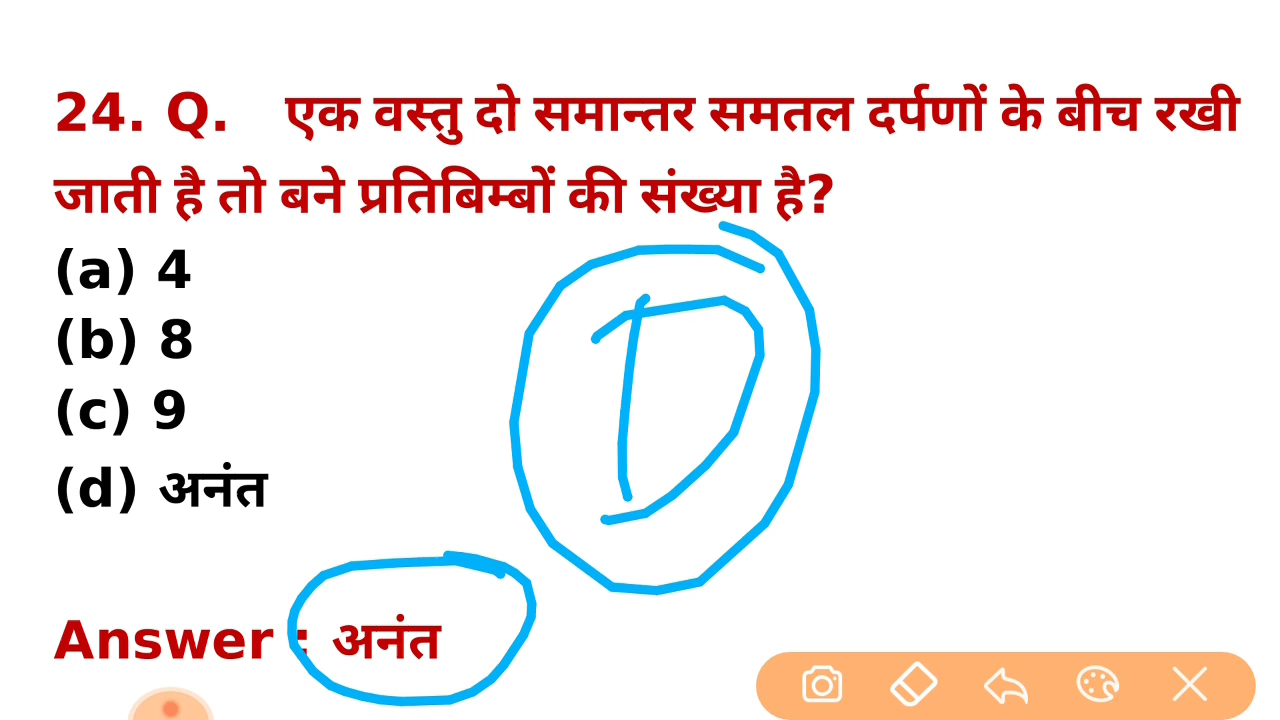 24. Q. एक वस्तु दो समान्तर समतल दर्पणों के बीच रखी
जाती है तो बने प्रतिबिम्बों की संख्या है?
(a) 4
(b) 8
(c) 9
(d) अनंत
D
Answer : अनंत